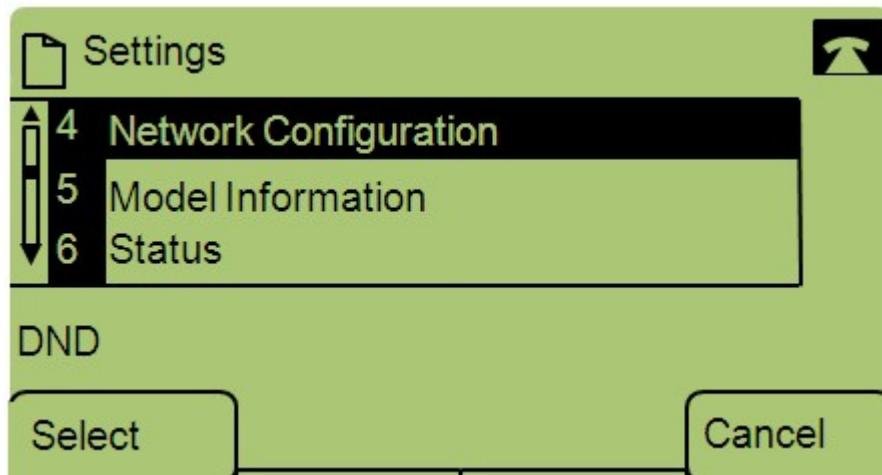 Settings
4 Network Configuration
5 Model Information
6 Status
DND
Select Cancel